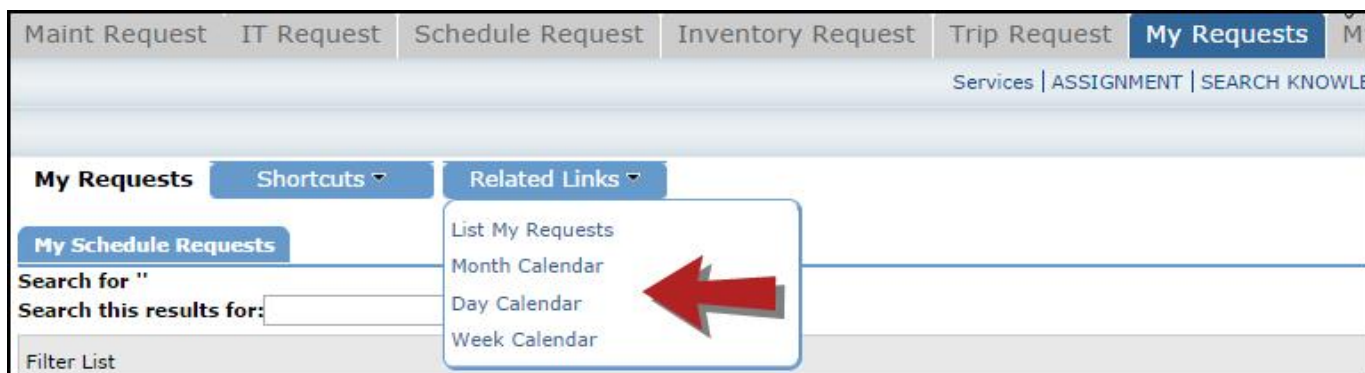 Maint Request IT Request Schedule Request Inventory Request Trip Request My Requests
Services | ASSIGNMENT | SEARCH
My Requests Shortcuts Related Links
List My Requests
My Schedule Requests
Month Calendar
Search for ''
Search this results for:
Day Calendar
Week Calendar
Filter List